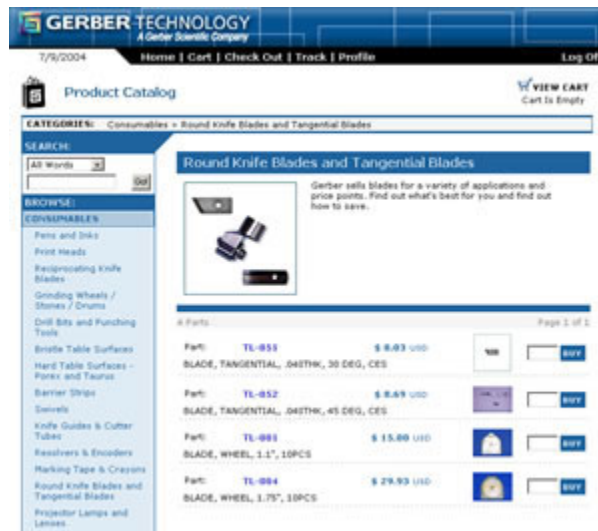 GERBER TECHNOLOGY
A Gerber Scientific Company
7/9/2004 Home | Cart | Check Out | Track | Profile Log Of
Product Catalog
VIEW CART
Cart Is Empty
CATEGORIES: Consumables » Round Knife Blades and Tangential Blades
SEARCH:
All Words
Go!
BROWSE:
CONSUMABLES
Pens and Inks
Print Heads
Reciprocating Knife
Blades
Grinding Wheels /
Stones / Drums
Drill Bits and Punching
Tools
Bristle Table Surfaces
Hard Table Surfaces -
Porex and Taurus
Barrier Strips
Swivels
Knife Guides & Cutter
Tubes
Resolvers & Encoders
Marking Tape & Crayons
Round Knife Blades and
Tangential Blades
Projector Lamps and
Lenses
Round Knife Blades and Tangential Blades
Gerber sells blades for a variety of applications and
price points. Find out what's best for you and find out
how to save.
4 Parts Page 1 of 1
Part: TL-051 $ 8.03 USD BUY
BLADE, TANGENTIAL, .040THK, 30 DEG, CES
Part: TL-052 $ 8.69 USD BUY
BLADE, TANGENTIAL, .040THK, 45 DEG, CES
Part: TL-001 $ 15.00 USD BUY
BLADE, WHEEL, 1.1", 10PCS
Part: TL-004 $ 29.93 USD BUY
BLADE, WHEEL, 1.75", 10PCS